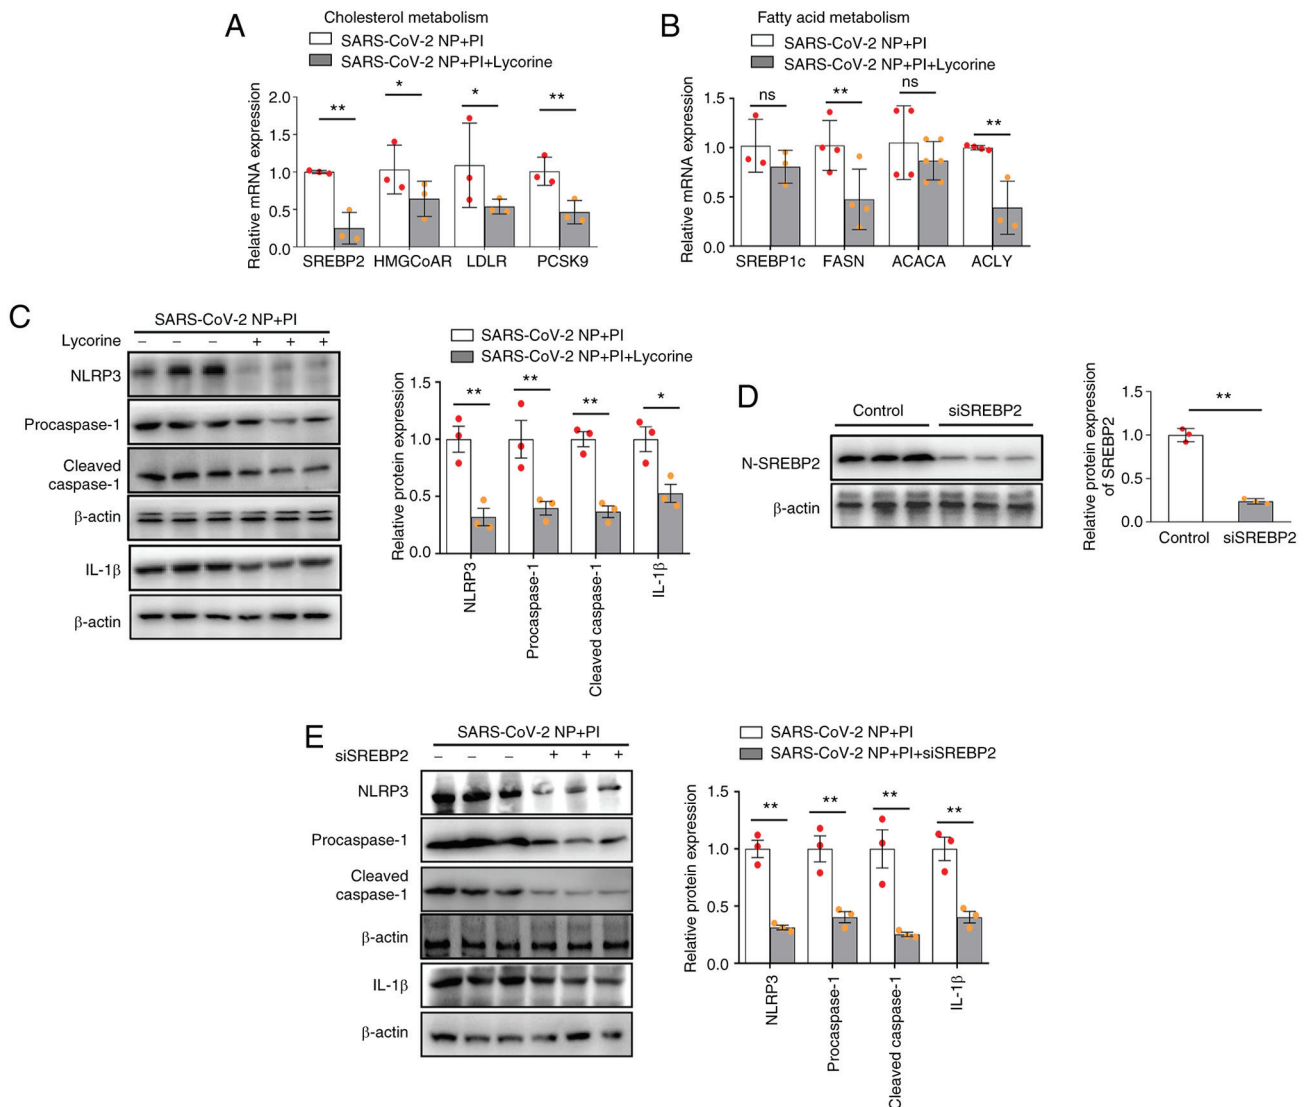 A
Cholesterol metabolism
SARS-CoV-2 NP+PI
SARS-CoV-2 NP+PI+Lycorine
Relative mRNA expression
2.0
1.5
1.0
0.5
0.0
** * * **
SREBP2 HMGCoAR LDLR PCSK9
B
Fatty acid metabolism
SARS-CoV-2 NP+PI
SARS-CoV-2 NP+PI+Lycorine
Relative mRNA expression
1.5
1.0
0.5
0.0
ns ** ns **
SREBP1c FASN ACACA ACLY
C
SARS-CoV-2 NP+PI
Lycorine – – – + + +
NLRP3
Procaspase-1
Cleaved
caspase-1
β-actin
IL-1β
β-actin
SARS-CoV-2 NP+PI
SARS-CoV-2 NP+PI+Lycorine
Relative protein expression
1.5
1.0
0.5
0.0
** ** ** *
NLRP3
Procaspase-1
Cleaved caspase-1
IL-1β
D
Control siSREBP2
N-SREBP2
β-actin
Relative protein expression
of SREBP2
1.5
1.0
0.5
0.0
**
Control siSREBP2
E
SARS-CoV-2 NP+PI
siSREBP2 – – – + + +
NLRP3
Procaspase-1
Cleaved
caspase-1
β-actin
IL-1β
β-actin
SARS-CoV-2 NP+PI
SARS-CoV-2 NP+PI+siSREBP2
Relative protein expression
1.5
1.0
0.5
0.0
** ** ** **
NLRP3
Procaspase-1
Cleaved caspase-1
IL-1β